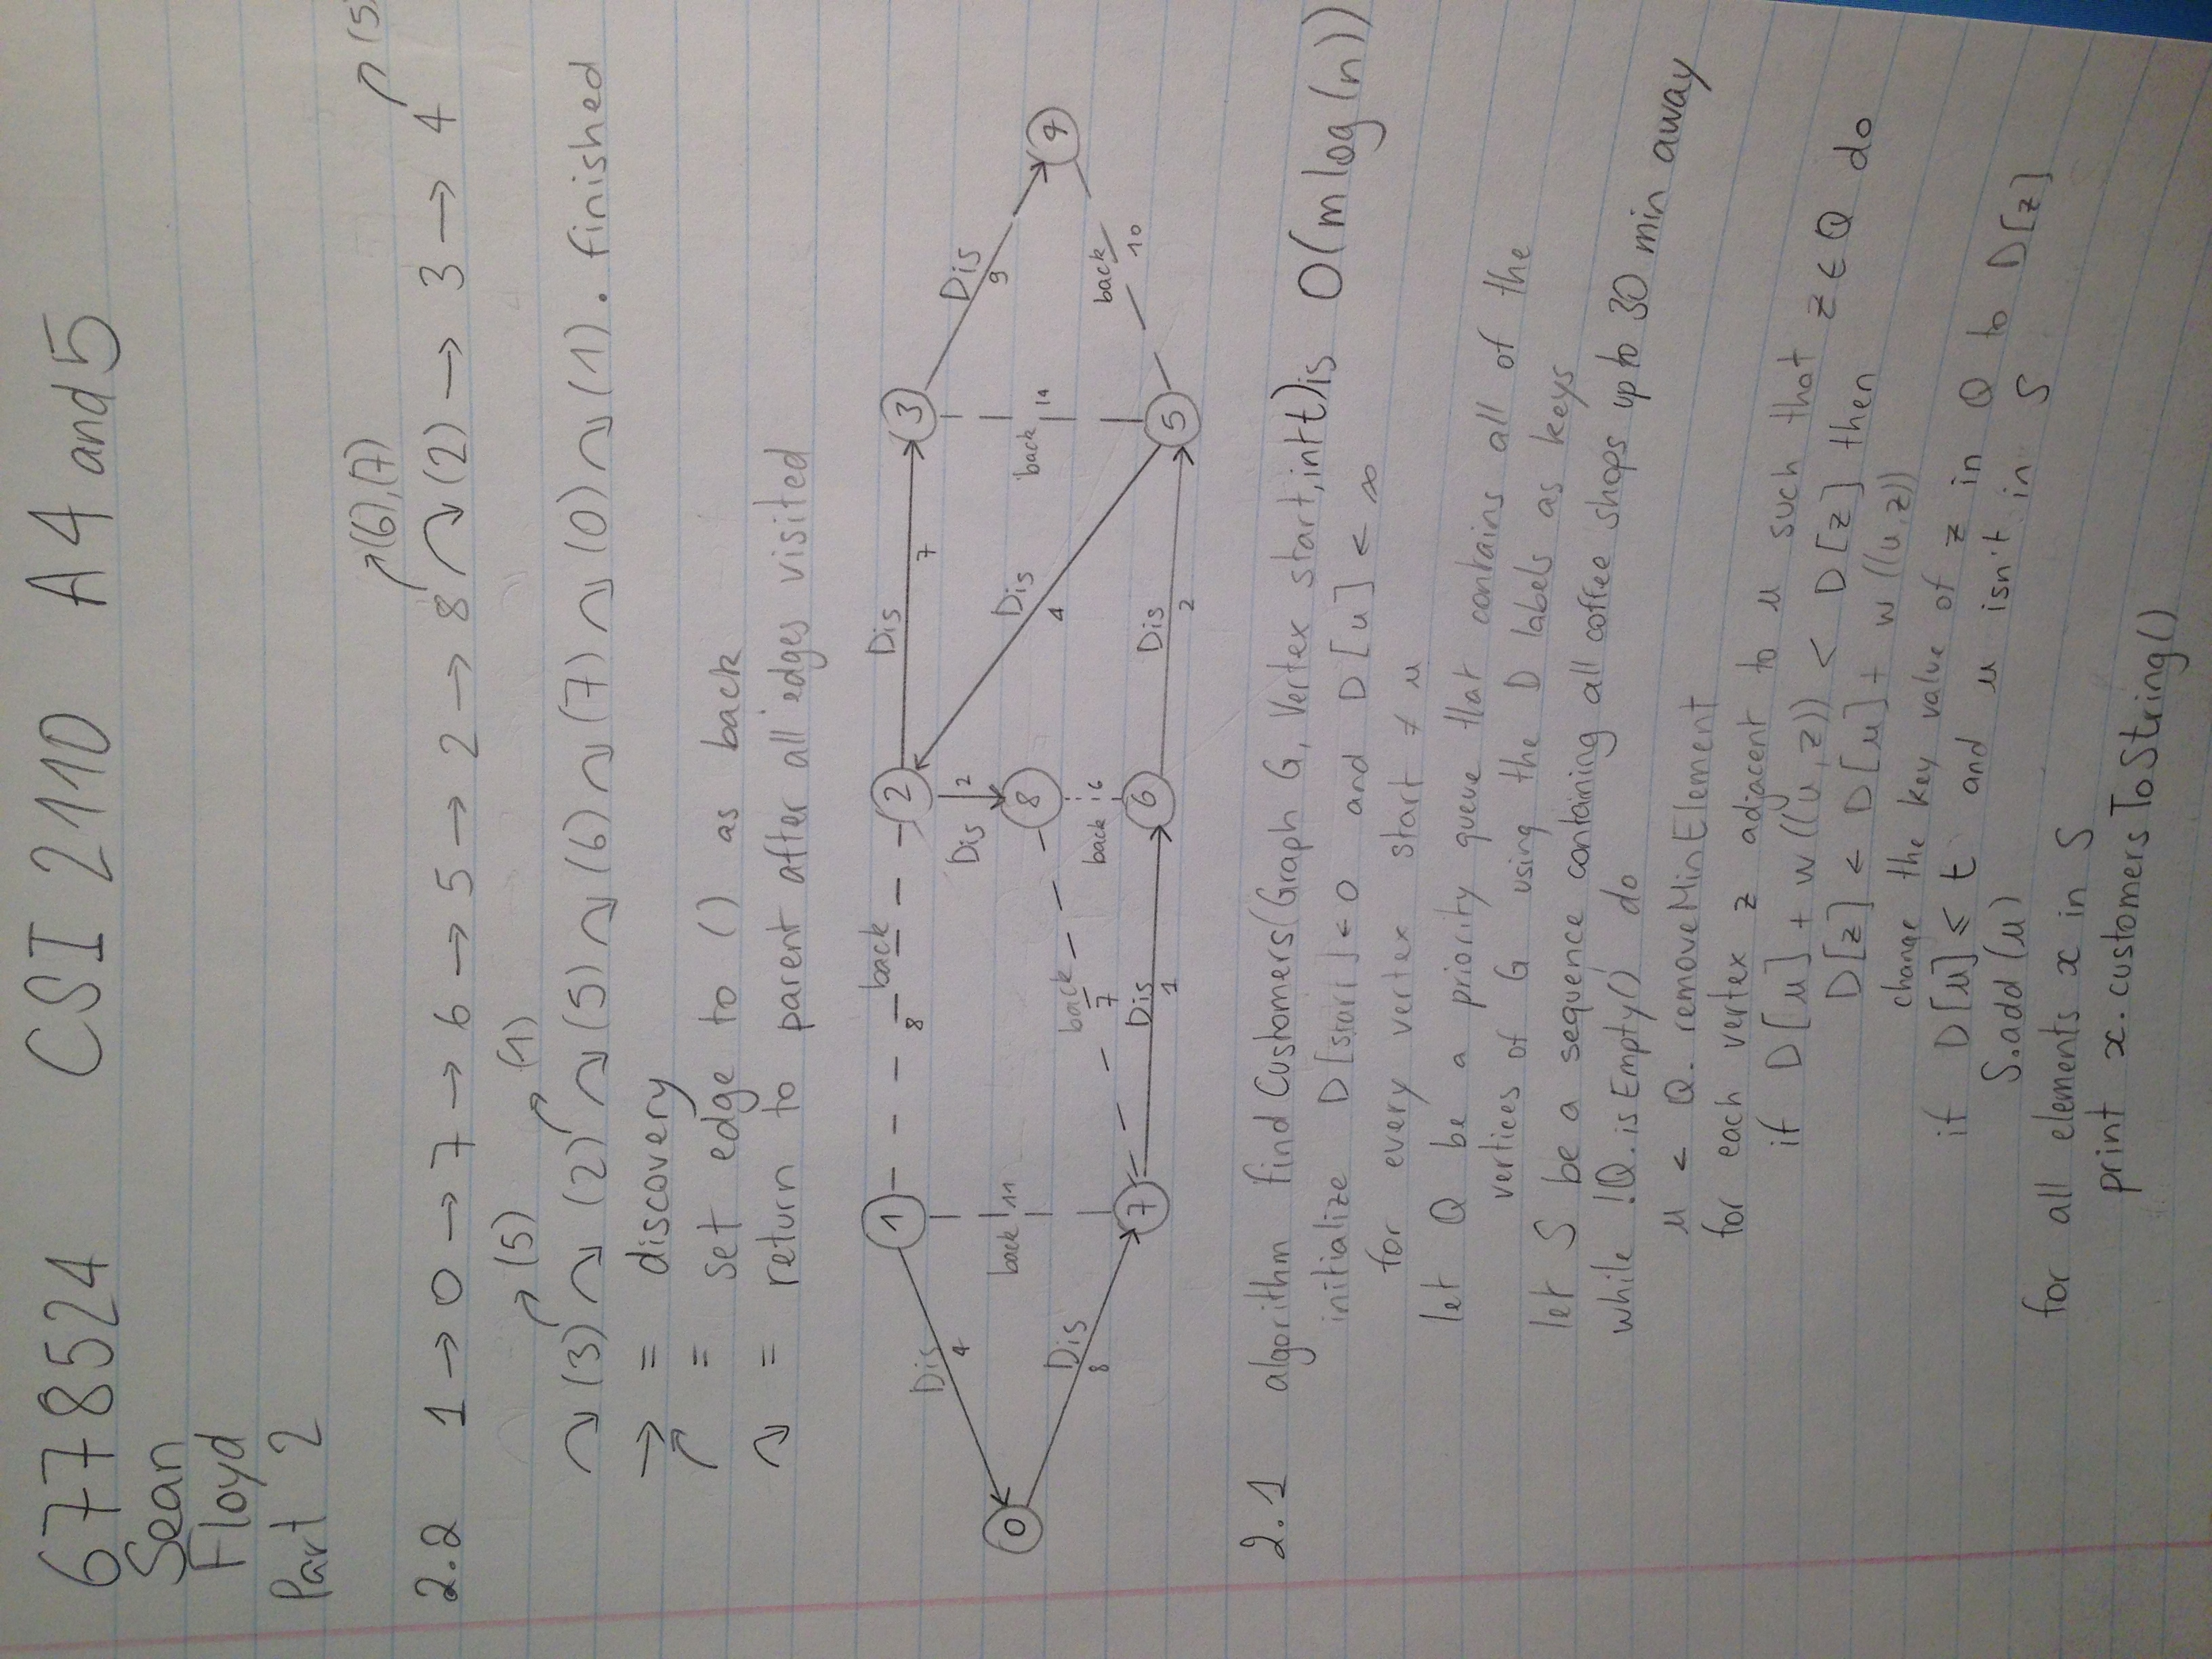 6778524 CSI 2110 A4 and 5
Sean
Floyd
Part 2
(6),(7) (5)
2.2 1 → 0 → 7 → 6 → 5 → 2 → 8 ↷ (2) → 3 → 4
(5) (1)
↷ (3) ↷ (2) ↷ (5) ↷ (6) ↷ (7) ↷ (0) ↷ (1). finished
→ = discovery
↱ = set edge to () as back
↷ = return to parent after all edges visited
1 back 8 2 Dis 7 3
Dis 4 Dis 2 Dis 9
0 back 11 8 Dis 4 back 14 4
Dis 8 back 7 back 6 back 10
7 Dis 1 6 Dis 2 5
2.1 algorithm findCustomers(Graph G, Vertex start, int t) is O(m log(n))
initialize D[start] ← 0 and D[u] ← ∞
for every vertex start ≠ u
let Q be a priority queue that contains all of the
vertices of G using the D labels as keys
let S be a sequence containing all coffee shops up to 30 min away
while !Q.isEmpty() do
u ← Q.removeMinElement
for each vertex z adjacent to u such that z ∈ Q do
if D[u] + w((u,z)) < D[z] then
D[z] ← D[u] + w((u,z))
change the key value of z in Q to D[z]
if D[u] ≤ t and u isn't in S
S.add(u)
for all elements x in S
print x.customersToString()